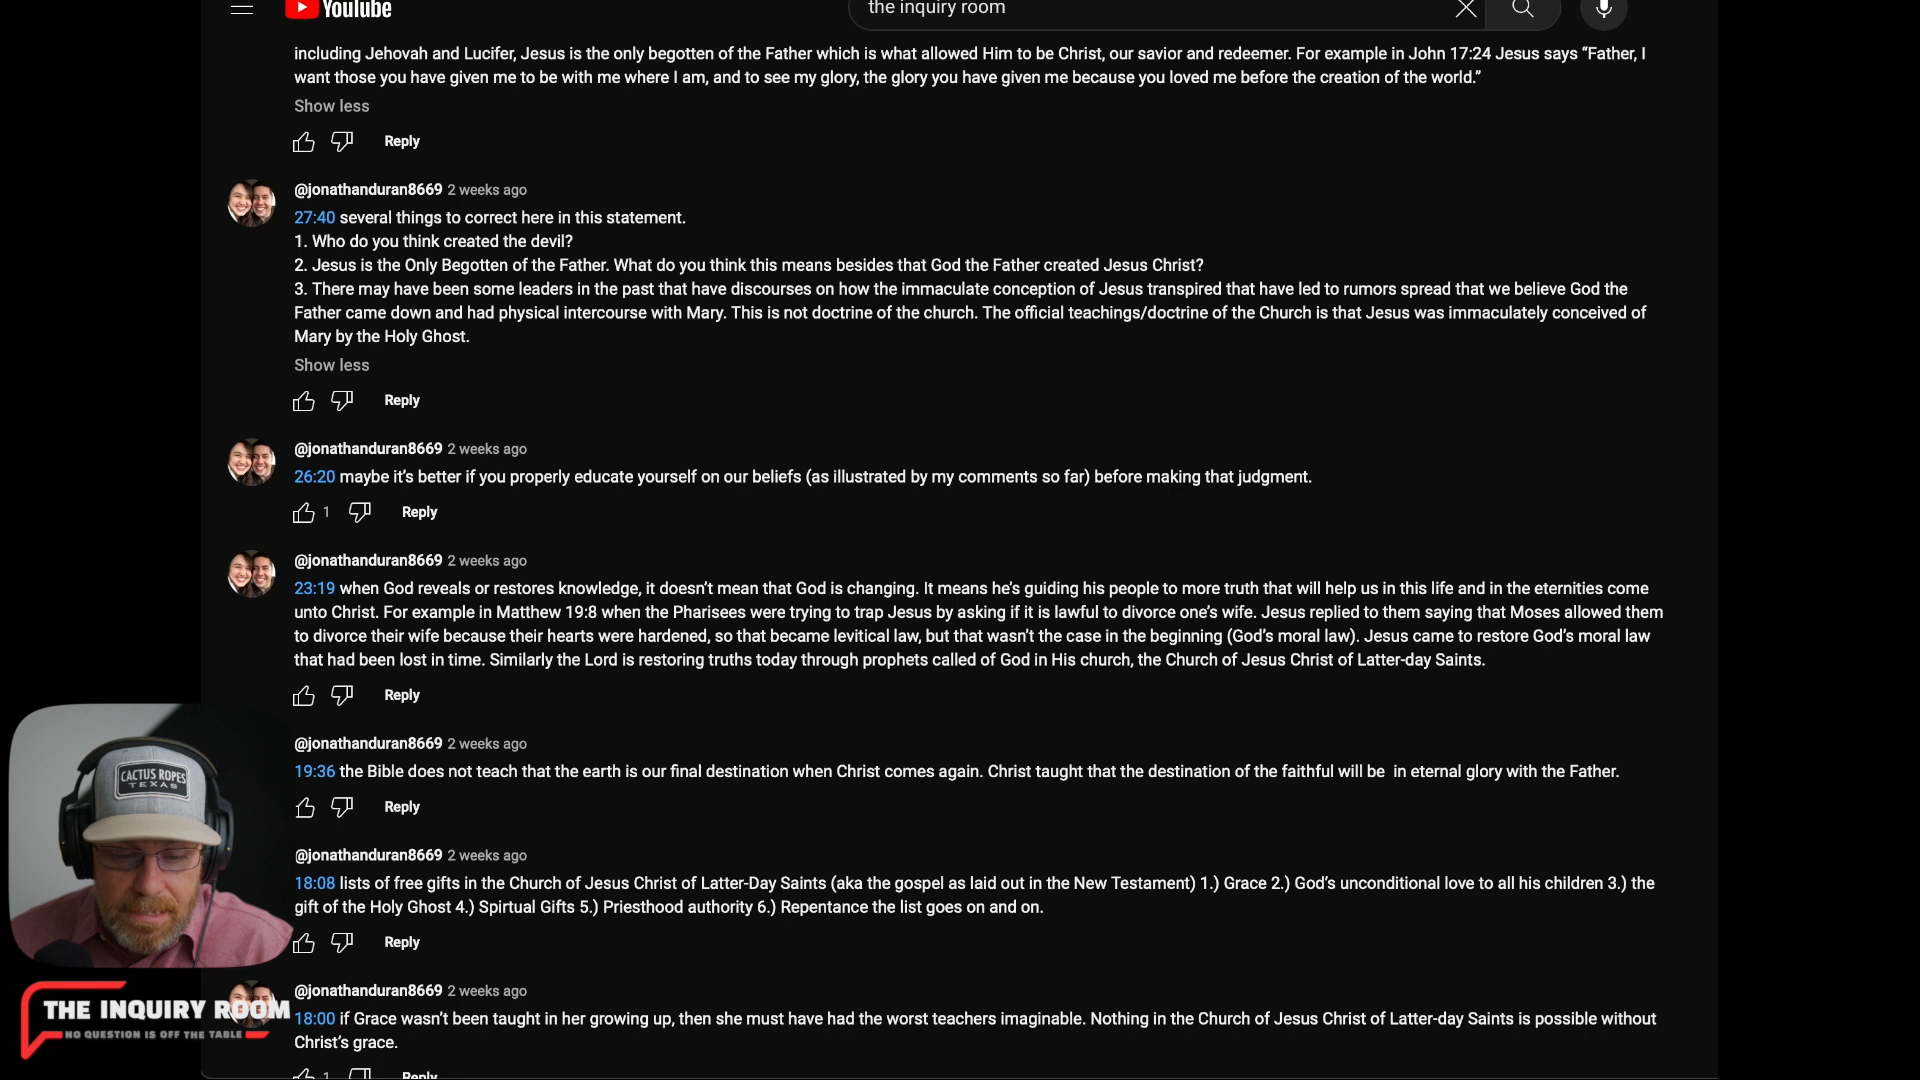 YouTube
the inquiry room
including Jehovah and Lucifer, Jesus is the only begotten of the Father which is what allowed Him to be Christ, our savior and redeemer. For example in John 17:24 Jesus says “Father, I
want those you have given me to be with me where I am, and to see my glory, the glory you have given me because you loved me before the creation of the world.”
Show less
Reply
@jonathanduran8669 2 weeks ago
27:40 several things to correct here in this statement.
1. Who do you think created the devil?
2. Jesus is the Only Begotten of the Father. What do you think this means besides that God the Father created Jesus Christ?
3. There may have been some leaders in the past that have discourses on how the immaculate conception of Jesus transpired that have led to rumors spread that we believe God the
Father came down and had physical intercourse with Mary. This is not doctrine of the church. The official teachings/doctrine of the Church is that Jesus was immaculately conceived of
Mary by the Holy Ghost.
Show less
Reply
@jonathanduran8669 2 weeks ago
26:20 maybe it’s better if you properly educate yourself on our beliefs (as illustrated by my comments so far) before making that judgment.
1 Reply
@jonathanduran8669 2 weeks ago
23:19 when God reveals or restores knowledge, it doesn’t mean that God is changing. It means he’s guiding his people to more truth that will help us in this life and in the eternities come
unto Christ. For example in Matthew 19:8 when the Pharisees were trying to trap Jesus by asking if it is lawful to divorce one’s wife. Jesus replied to them saying that Moses allowed them
to divorce their wife because their hearts were hardened, so that became levitical law, but that wasn’t the case in the beginning (God’s moral law). Jesus came to restore God’s moral law
that had been lost in time. Similarly the Lord is restoring truths today through prophets called of God in His church, the Church of Jesus Christ of Latter-day Saints.
Reply
@jonathanduran8669 2 weeks ago
19:36 the Bible does not teach that the earth is our final destination when Christ comes again. Christ taught that the destination of the faithful will be in eternal glory with the Father.
Reply
@jonathanduran8669 2 weeks ago
18:08 lists of free gifts in the Church of Jesus Christ of Latter-Day Saints (aka the gospel as laid out in the New Testament) 1.) Grace 2.) God’s unconditional love to all his children 3.) the
gift of the Holy Ghost 4.) Spirtual Gifts 5.) Priesthood authority 6.) Repentance the list goes on and on.
Reply
@jonathanduran8669 2 weeks ago
18:00 if Grace wasn’t been taught in her growing up, then she must have had the worst teachers imaginable. Nothing in the Church of Jesus Christ of Latter-day Saints is possible without
Christ’s grace.
1 Reply
CACTUS ROPES
TEXAS
THE INQUIRY ROOM
NO QUESTION IS OFF THE TABLE